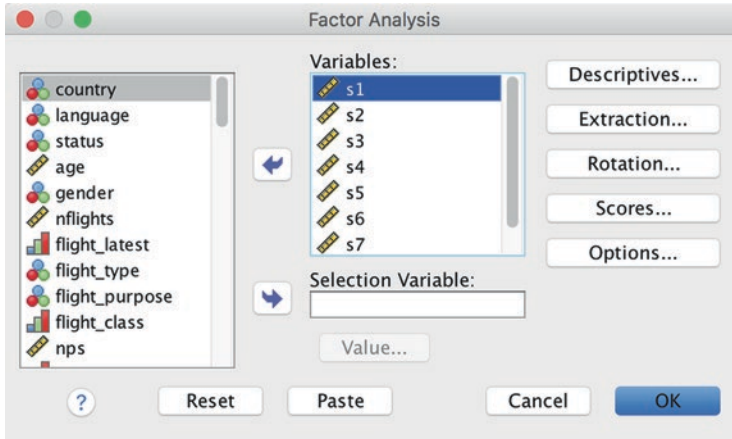 Factor Analysis
country
language
status
age
gender
nflights
flight_latest
flight_type
flight_purpose
flight_class
nps
Variables:
s1
s2
s3
s4
s5
s6
s7
Selection Variable:
Value...
Descriptives...
Extraction...
Rotation...
Scores...
Options...
?
Reset
Paste
Cancel
OK